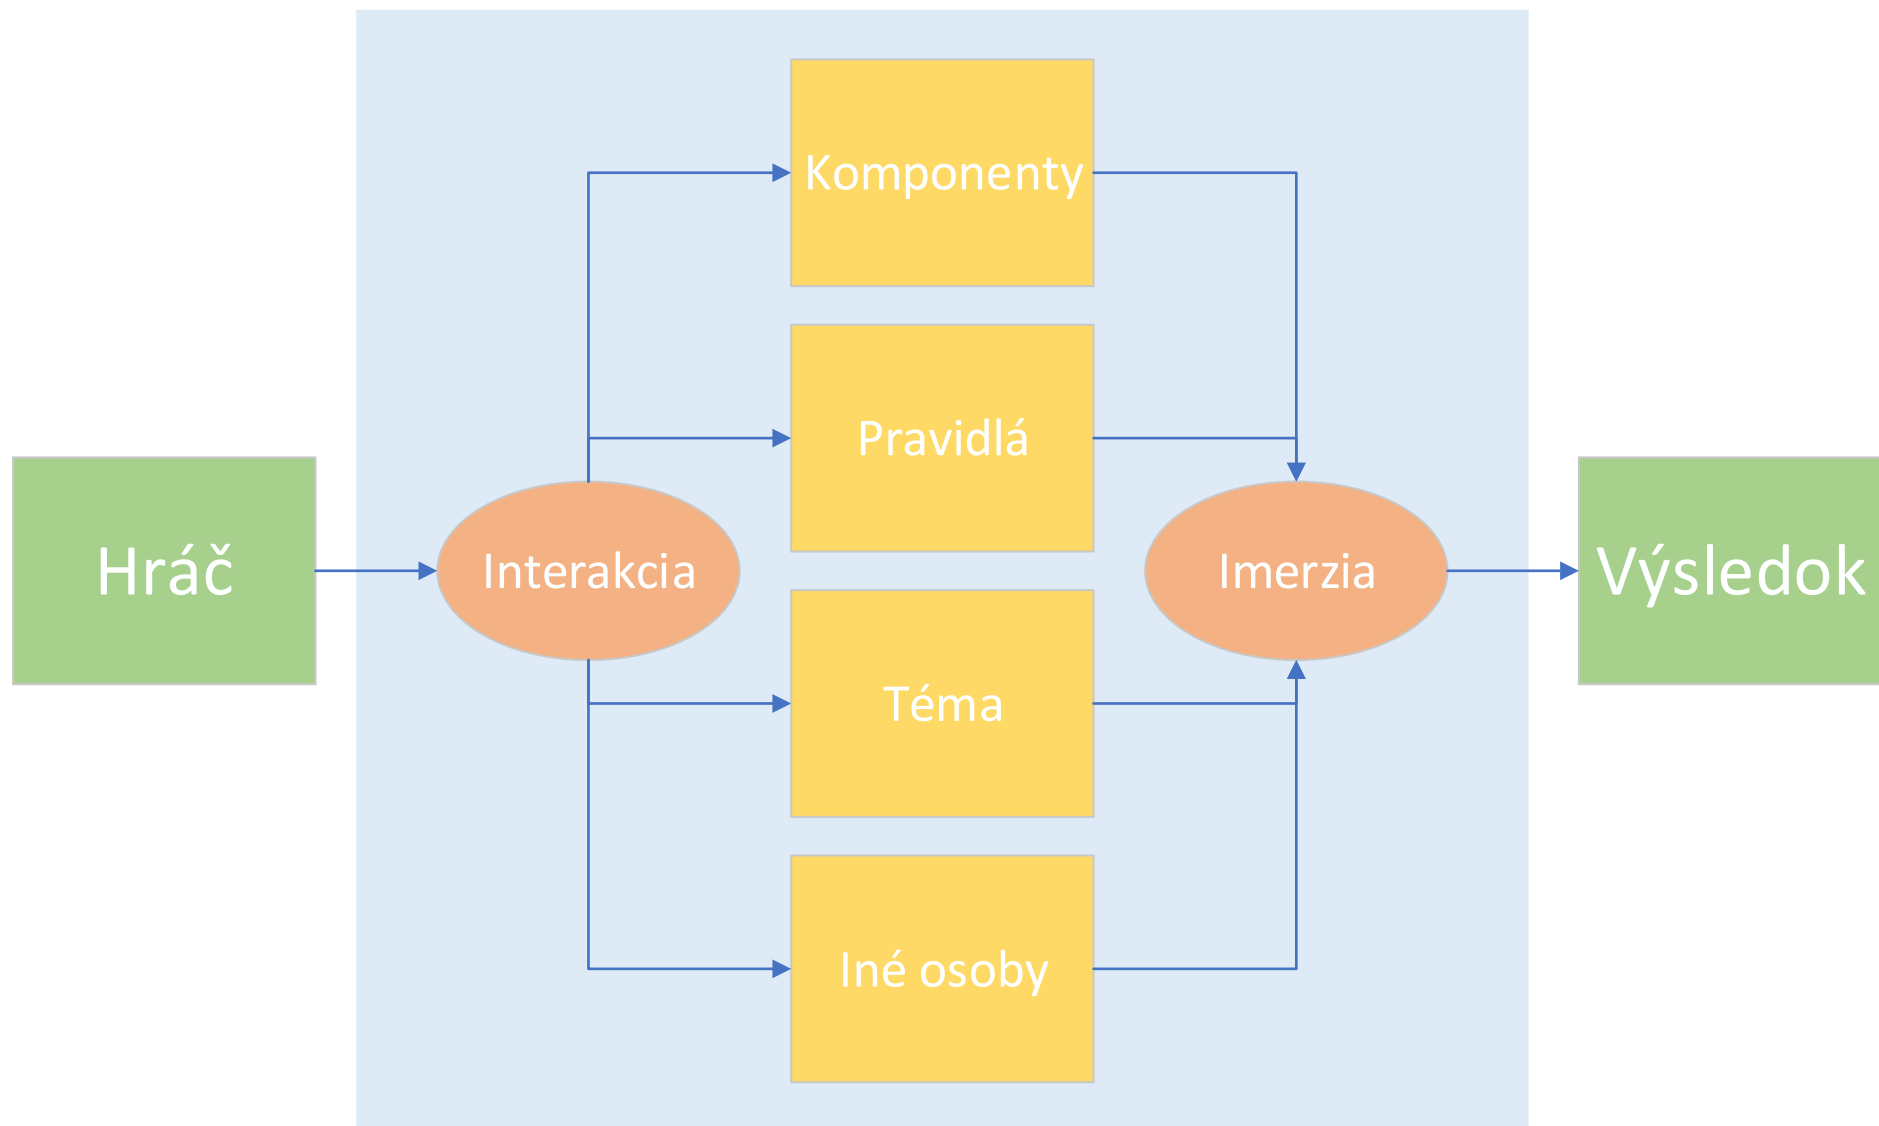 Hráč
Interakcia
Komponenty
Pravidlá
Téma
Iné osoby
Imerzia
Výsledok